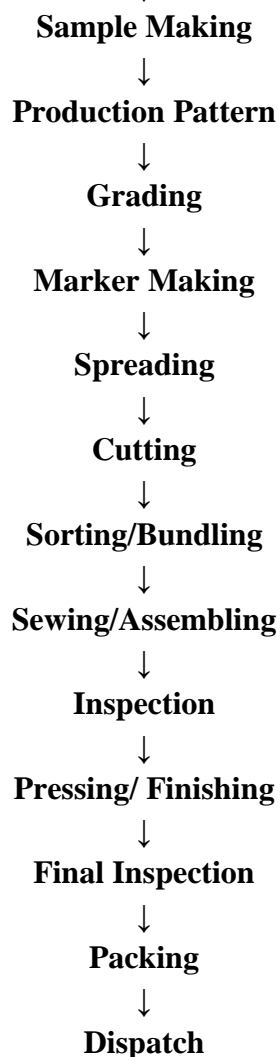 Sample Making
↓
Production Pattern
↓
Grading
↓
Marker Making
↓
Spreading
↓
Cutting
↓
Sorting/Bundling
↓
Sewing/Assembling
↓
Inspection
↓
Pressing/ Finishing
↓
Final Inspection
↓
Packing
↓
Dispatch